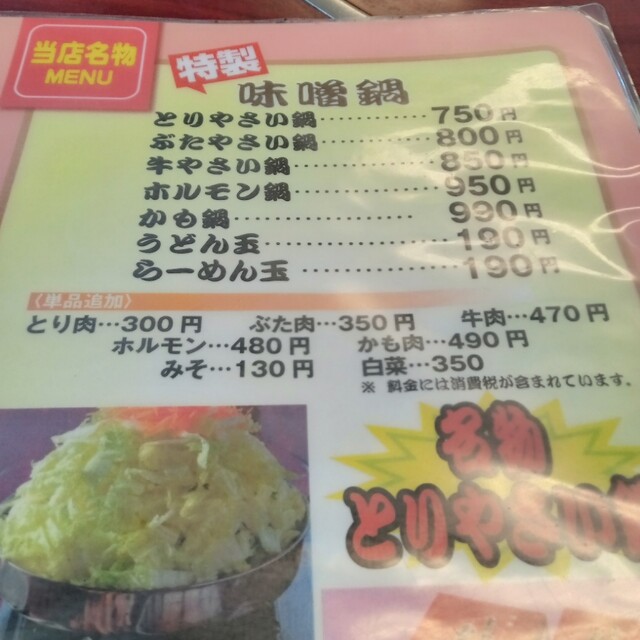 当店名物
MENU
特製
味噌鍋
とりやさい鍋…………750円
ぶたやさい鍋…………800円
牛やさい鍋……………850円
ホルモン鍋……………950円
かも鍋………………990円
うどん玉………………190円
らーめん玉……………190円
〈単品追加〉
とり肉…300円 ぶた肉…350円 牛肉…470円
ホルモン…480円 かも肉…490円
みそ…130円 白菜…350
※ 料金には消費税が含まれています。
名物
とりやさい